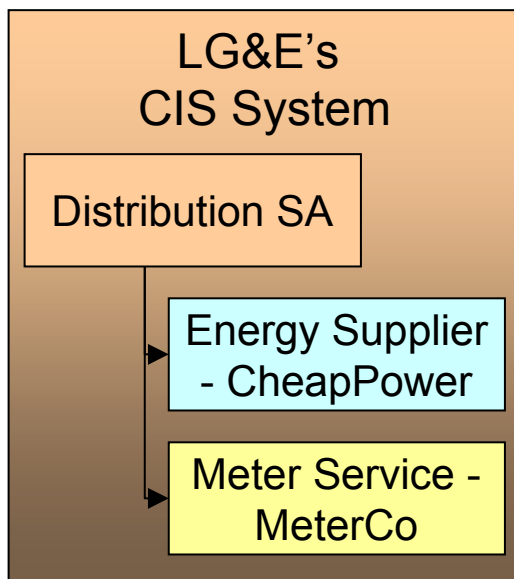 LG&E's
CIS System
Distribution SA
Energy Supplier
- CheapPower
Meter Service -
MeterCo